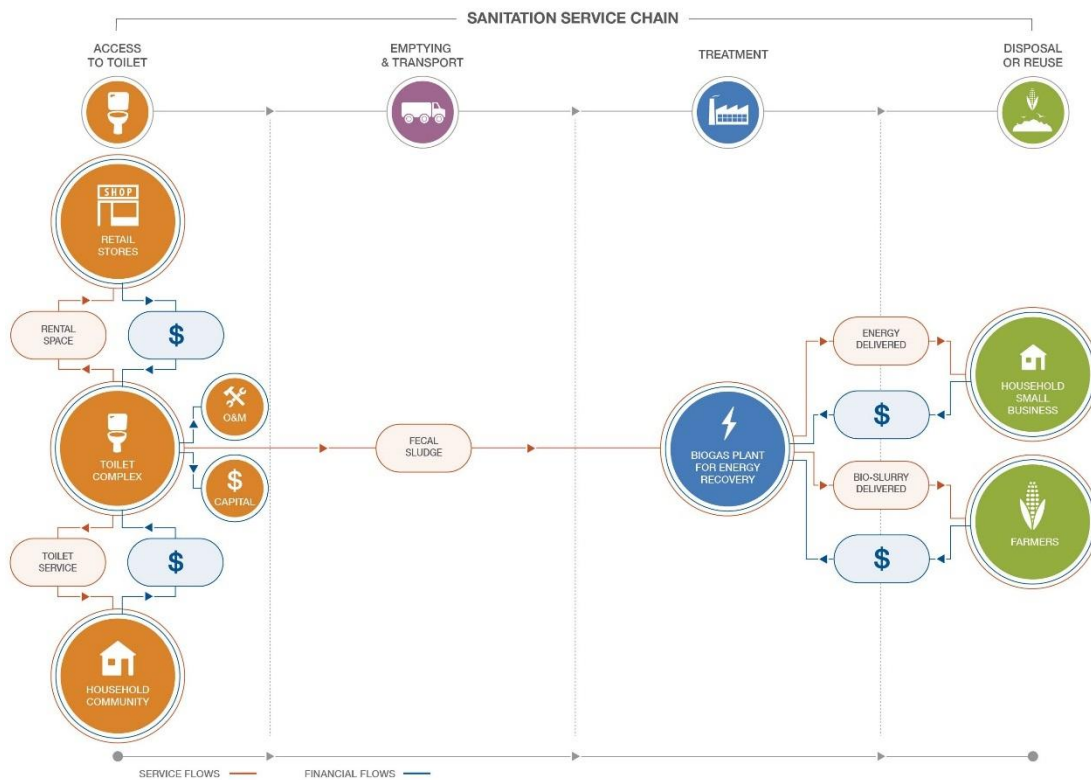 SANITATION SERVICE CHAIN
ACCESS
TO TOILET
EMPTYING
& TRANSPORT
TREATMENT
DISPOSAL
OR REUSE
SHOP
RETAIL
STORES
RENTAL
SPACE
$
ENERGY
DELIVERED
HOUSEHOLD
SMALL
BUSINESS
$
O&M
TOILET
COMPLEX
FECAL
SLUDGE
BIOGAS PLANT
FOR ENERGY
RECOVERY
$
CAPITAL
BIO-SLURRY
DELIVERED
FARMERS
$
TOILET
SERVICE
$
HOUSEHOLD
COMMUNITY
SERVICE FLOWS
FINANCIAL FLOWS